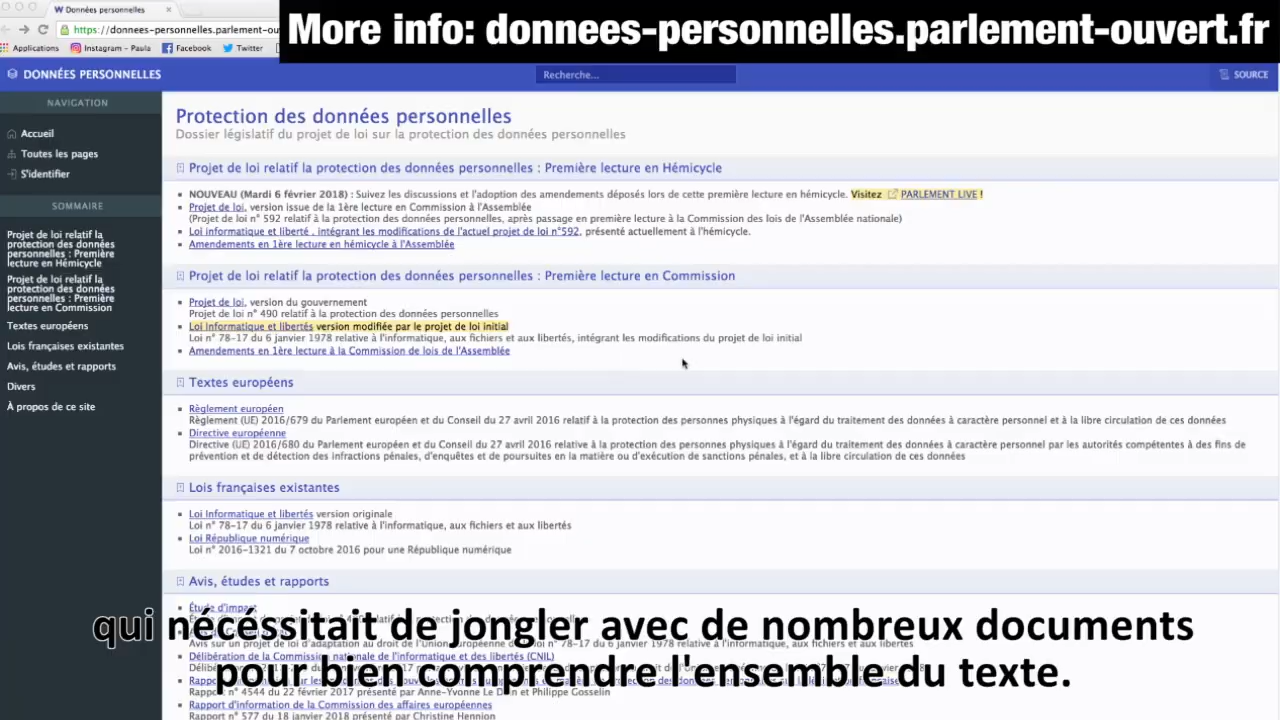 More info: donnees-personnelles.parlement-ouvert.fr
Données personnelles
https://donnees-personnelles.parlement-ou
Applications Instagram - Paula Facebook Twitter
DONNÉES PERSONNELLES
Recherche...
SOURCE
NAVIGATION
Accueil
Toutes les pages
S'identifier
SOMMAIRE
Projet de loi relatif la
protection des données
personnelles : Première
lecture en Hémicycle
Projet de loi relatif la
protection des données
personnelles : Première
lecture en Commission
Textes européens
Lois françaises existantes
Avis, études et rapports
Divers
À propos de ce site
Protection des données personnelles
Dossier législatif du projet de loi sur la protection des données personnelles
Projet de loi relatif la protection des données personnelles : Première lecture en Hémicycle
NOUVEAU (Mardi 6 février 2018) : Suivez les discussions et l'adoption des amendements déposés lors de cette première lecture en hémicycle. Visitez PARLEMENT LIVE !
Projet de loi, version issue de la 1ère lecture en Commission à l'Assemblée
(Projet de loi n° 592 relatif à la protection des données personnelles, après passage en première lecture à la Commission des lois de l'Assemblée nationale)
Loi informatique et liberté , intégrant les modifications de l'actuel projet de loi n°592, présenté actuellement à l'hémicycle.
Amendements en 1ère lecture en hémicycle à l'Assemblée
Projet de loi relatif la protection des données personnelles : Première lecture en Commission
Projet de loi, version du gouvernement
Projet de loi n° 490 relatif à la protection des données personnelles
Loi Informatique et libertés version modifiée par le projet de loi initial
Loi n° 78-17 du 6 janvier 1978 relative à l'informatique, aux fichiers et aux libertés, intégrant les modifications du projet de loi initial
Amendements en 1ère lecture à la Commission de lois de l'Assemblée
Textes européens
Règlement européen
Règlement (UE) 2016/679 du Parlement européen et du Conseil du 27 avril 2016 relatif à la protection des personnes physiques à l'égard du traitement des données à caractère personnel et à la libre circulation de ces données
Directive européenne
Directive (UE) 2016/680 du Parlement européen et du Conseil du 27 avril 2016 relative à la protection des personnes physiques à l'égard du traitement des données à caractère personnel par les autorités compétentes à des fins de
prévention et de détection des infractions pénales, d'enquêtes et de poursuites en la matière ou d'exécution de sanctions pénales, et à la libre circulation de ces données
Lois françaises existantes
Loi Informatique et libertés version originale
Loi n° 78-17 du 6 janvier 1978 relative à l'informatique, aux fichiers et aux libertés
Loi République numérique
Loi n° 2016-1321 du 7 octobre 2016 pour une République numérique
Avis, études et rapports
Étude d'impact
qui nécéssitait de jongler avec de nombreux documents
Délibération de la Commission nationale de l'informatique et des libertés (CNIL)
pour bien comprendre l'ensemble du texte.
Rapport n° 4544 du 22 février 2017 présenté par Anne-Yvonne Le Dain et Philippe Gosselin
Rapport d'information de la Commission des affaires européennes
Rapport n° 577 du 18 janvier 2018 présenté par Christine Hennion